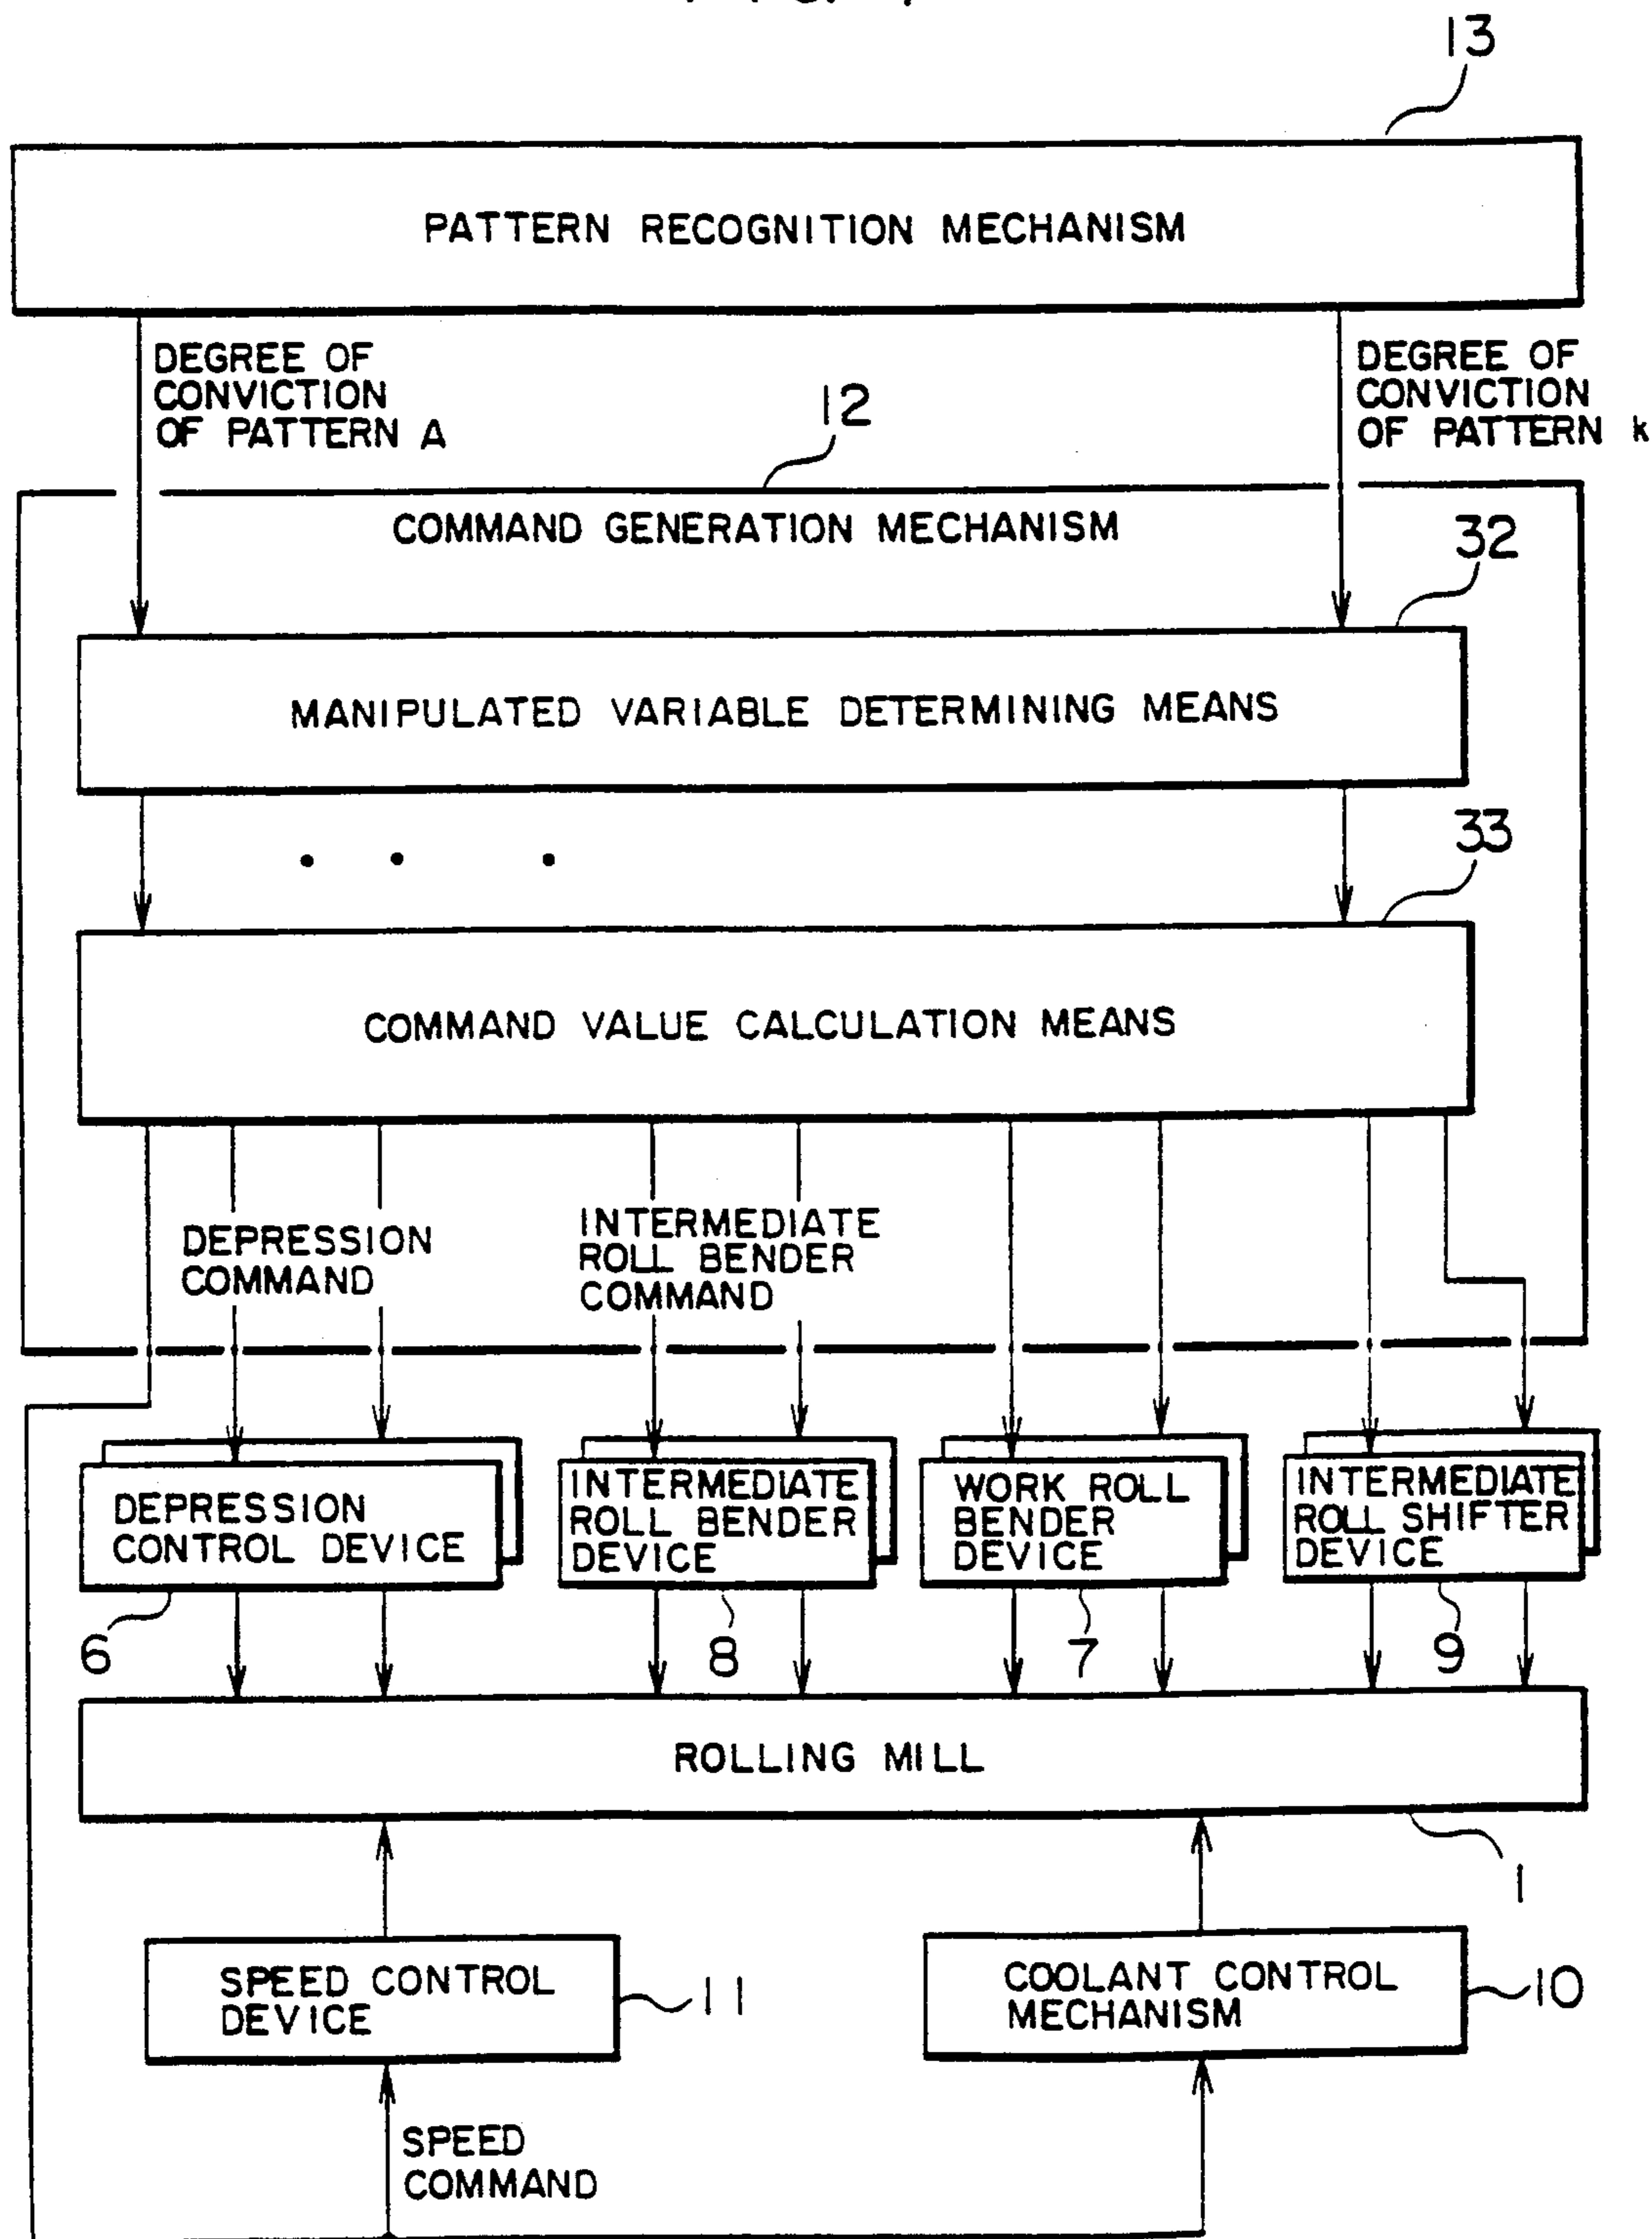 13
PATTERN RECOGNITION MECHANISM
DEGREE OF
CONVICTION
OF PATTERN A
DEGREE OF
CONVICTION
OF PATTERN k
12
COMMAND GENERATION MECHANISM
32
MANIPULATED VARIABLE DETERMINING MEANS
. . .
33
COMMAND VALUE CALCULATION MEANS
DEPRESSION
COMMAND
INTERMEDIATE
ROLL BENDER
COMMAND
DEPRESSION
CONTROL DEVICE
INTERMEDIATE
ROLL BENDER
DEVICE
WORK ROLL
BENDER
DEVICE
INTERMEDIATE
ROLL SHIFTER
DEVICE
6
8
7
9
ROLLING MILL
1
SPEED CONTROL
DEVICE
11
COOLANT CONTROL
MECHANISM
10
SPEED
COMMAND